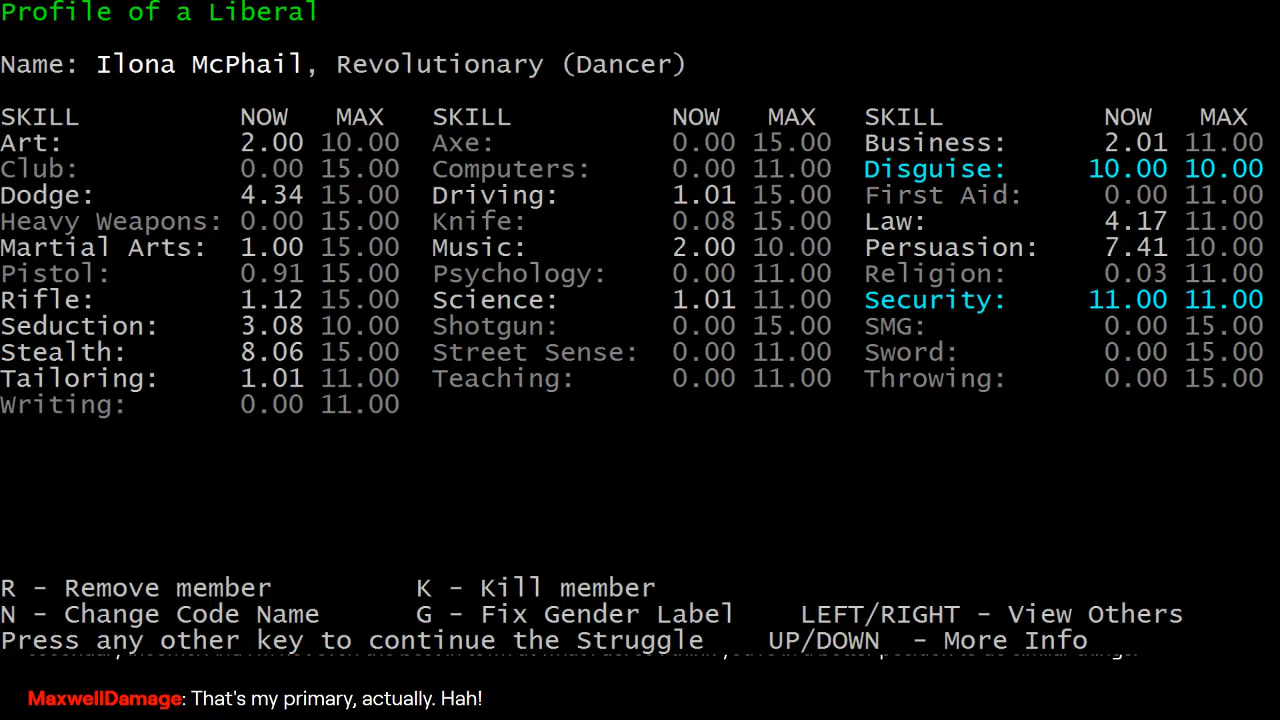 Profile of a Liberal
Name: Ilona McPhail, Revolutionary (Dancer)
SKILL NOW MAX SKILL NOW MAX SKILL NOW MAX
Art: 2.00 10.00 Axe: 0.00 15.00 Business: 2.01 11.00
Club: 0.00 15.00 Computers: 0.00 11.00 Disguise: 10.00 10.00
Dodge: 4.34 15.00 Driving: 1.01 15.00 First Aid: 0.00 11.00
Heavy Weapons: 0.00 15.00 Knife: 0.08 15.00 Law: 4.17 11.00
Martial Arts: 1.00 15.00 Music: 2.00 10.00 Persuasion: 7.41 10.00
Pistol: 0.91 15.00 Psychology: 0.00 11.00 Religion: 0.03 11.00
Rifle: 1.12 15.00 Science: 1.01 11.00 Security: 11.00 11.00
Seduction: 3.08 10.00 Shotgun: 0.00 15.00 SMG: 0.00 15.00
Stealth: 8.06 15.00 Street Sense: 0.00 11.00 Sword: 0.00 15.00
Tailoring: 1.01 11.00 Teaching: 0.00 11.00 Throwing: 0.00 15.00
Writing: 0.00 11.00
R - Remove member K - Kill member
N - Change Code Name G - Fix Gender Label LEFT/RIGHT - View Others
Press any other key to continue the Struggle UP/DOWN - More Info
MaxwellDamage: That's my primary, actually. Hah!